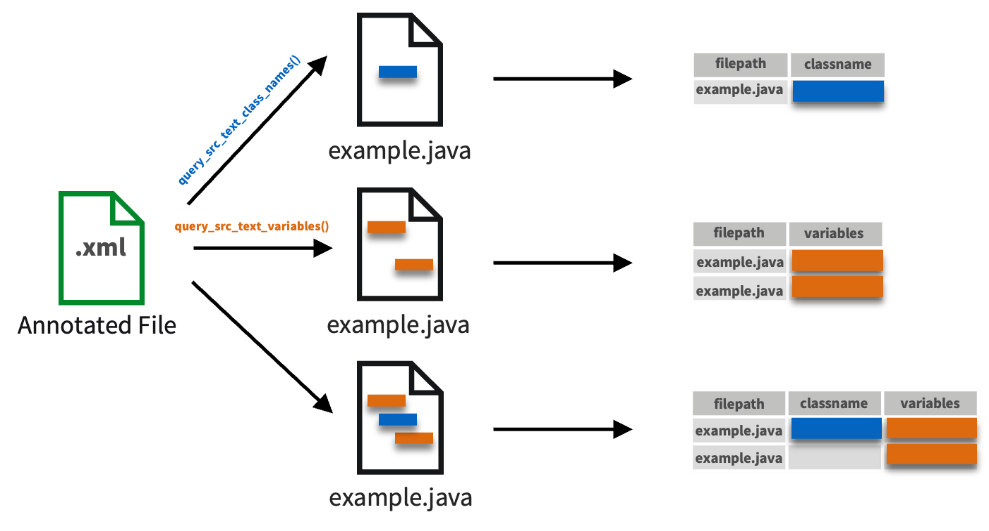 query_src_text_class_names()
example.java
filepath classname
example.java
.xml
Annotated File
query_src_text_variables()
example.java
filepath variables
example.java
example.java
example.java
filepath classname variables
example.java
example.java